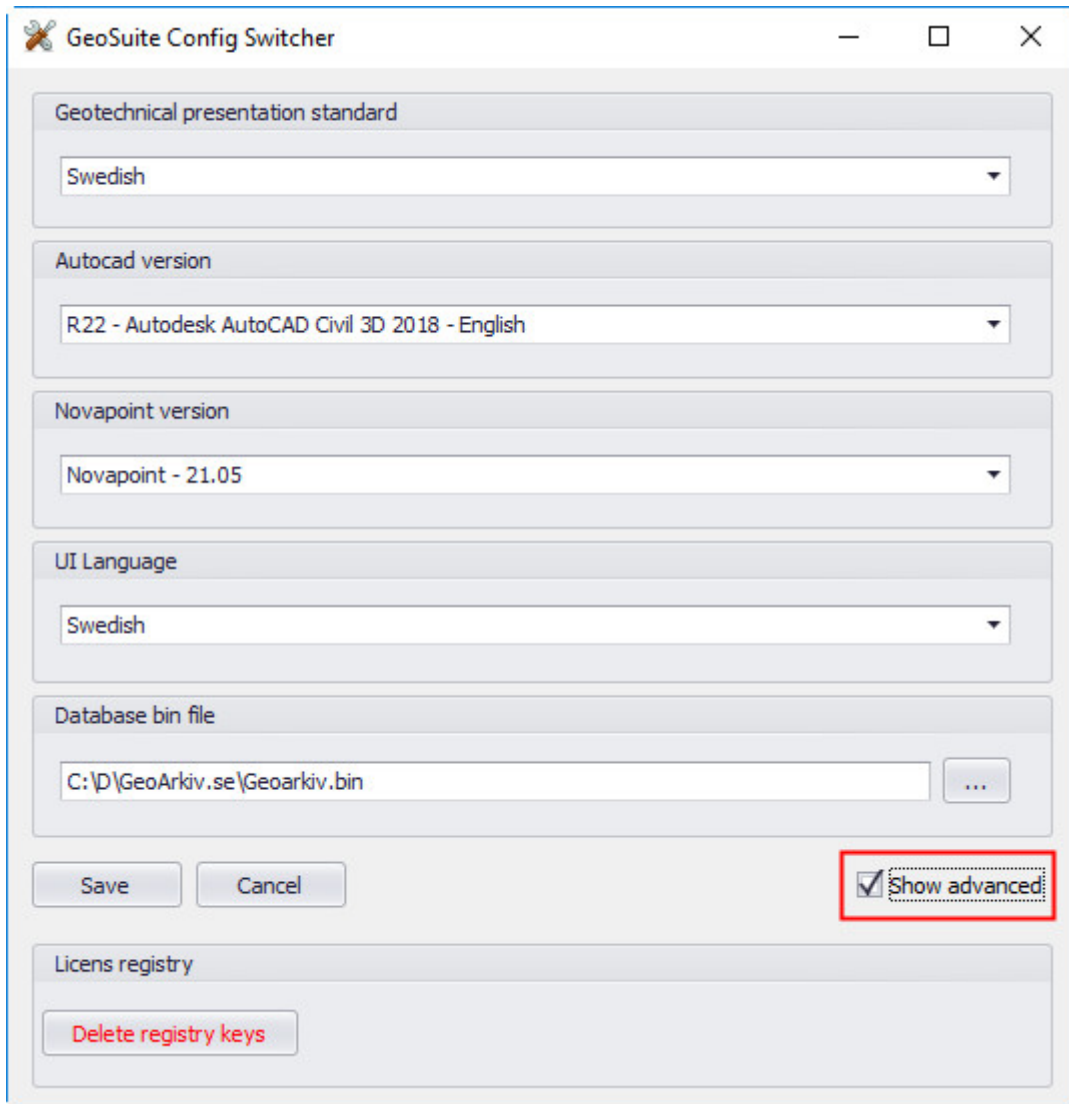 GeoSuite Config Switcher
Geotechnical presentation standard
Swedish
Autocad version
R22 - Autodesk AutoCAD Civil 3D 2018 - English
Novapoint version
Novapoint - 21.05
UI Language
Swedish
Database bin file
C:\D\GeoArkiv.se\Geoarkiv.bin ...
Save Cancel Show advanced
Licens registry
Delete registry keys